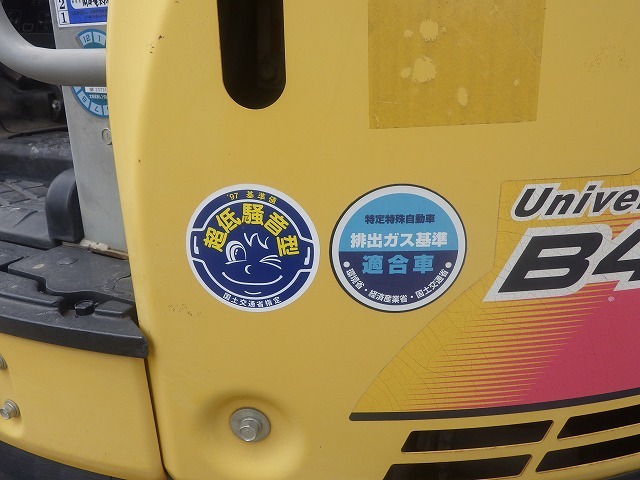 '97 基準値
超低騒音型
国土交通省指定
特定特殊自動車
排出ガス基準
適合車
・環境省・経済産業省・国土交通省・
Univer
B4
21